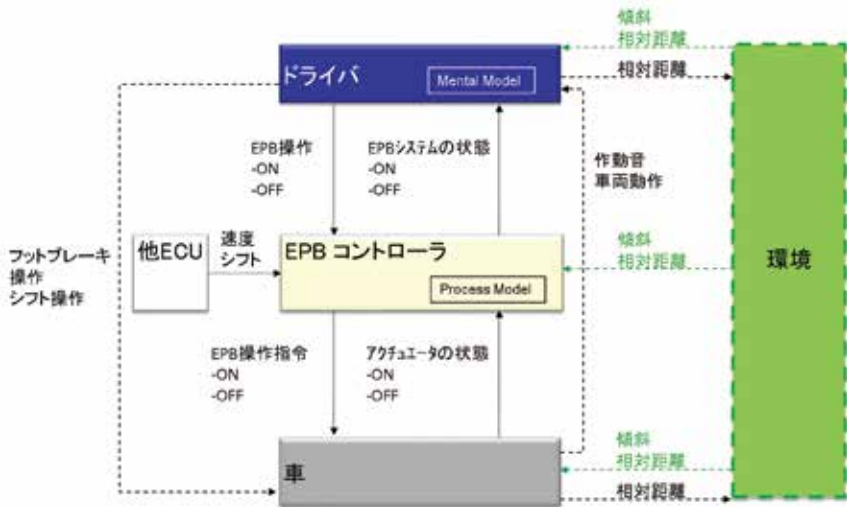 傾斜
相対距離
ドライバ
Mental Model
相対距離
EPB操作
-ON
-OFF
EPBシステムの状態
-ON
-OFF
作動音
車両動作
フットブレーキ
操作
シフト操作
他ECU
速度
シフト
EPB コントローラ
Process Model
傾斜
相対距離
環境
EPB操作指令
-ON
-OFF
アクチュエータの状態
-ON
-OFF
車
傾斜
相対距離
相対距離